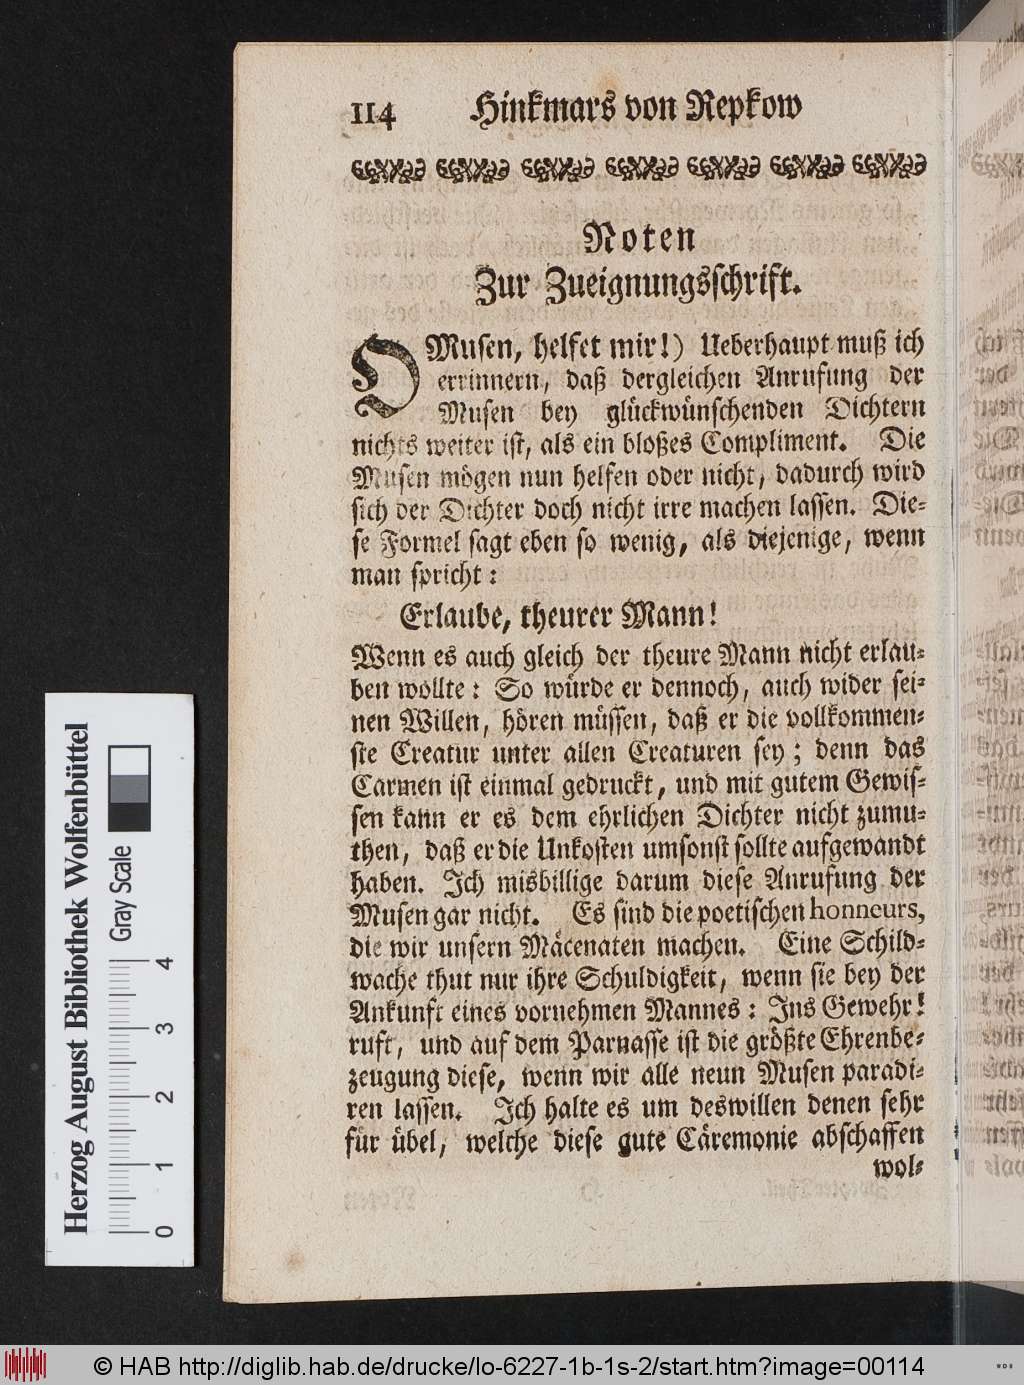 114 Hinkmars von Repkow
Noten
Zur Zueignungsschrift.
O Musen, helfet mir!) Ueberhaupt muß ich
errinnern, daß dergleichen Anrufung der
Musen bey glückwünschenden Dichtern
nichts weiter ist, als ein bloßes Compliment. Die
Musen mögen nun helfen oder nicht, dadurch wird
sich der Dichter doch nicht irre machen lassen. Die-
se Formel sagt eben so wenig, als diejenige, wenn
man spricht:
Erlaube, theurer Mann!
Wenn es auch gleich der theure Mann nicht erlau-
ben wollte: So würde er dennoch, auch wider sei-
nen Willen, hören müssen, daß er die vollkommen-
ste Creatur unter allen Creaturen sey; denn das
Carmen ist einmal gedruckt, und mit gutem Gewis-
sen kann er es dem ehrlichen Dichter nicht zumu-
then, daß er die Unkosten umsonst sollte aufgewandt
haben. Ich misbillige darum diese Anrufung der
Musen gar nicht. Es sind die poetischen honneurs,
die wir unsern Mäcenaten machen. Eine Schild-
wache thut nur ihre Schuldigkeit, wenn sie bey der
Ankunft eines vornehmen Mannes: Ins Gewehr!
ruft, und auf dem Parnasse ist die größte Ehrenbe-
zeugung diese, wenn wir alle neun Musen paradi-
ren lassen. Ich halte es um deswillen denen sehr
für übel, welche diese gute Cäremonie abschaffen
wol-
Herzog August Bibliothek Wolfenbüttel
Gray Scale
0 1 2 3 4
© HAB http://diglib.hab.de/drucke/lo-6227-1b-1s-2/start.htm?image=00114